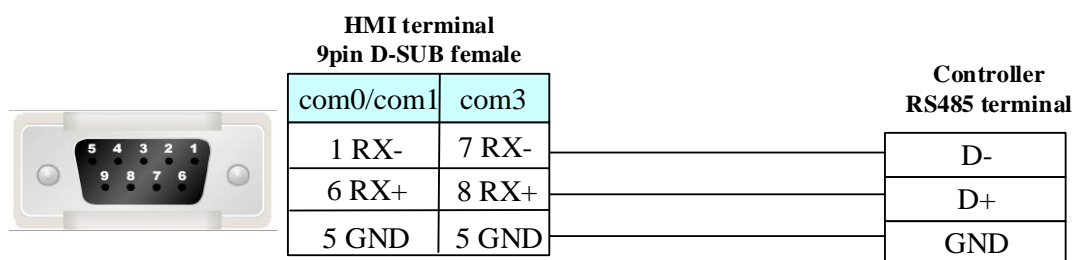 HMI terminal
9pin D-SUB female
Controller
RS485 terminal
com0/com1 com3
5 4 3 2 1
9 8 7 6
1 RX- 7 RX-
6 RX+ 8 RX+
5 GND 5 GND
D-
D+
GND